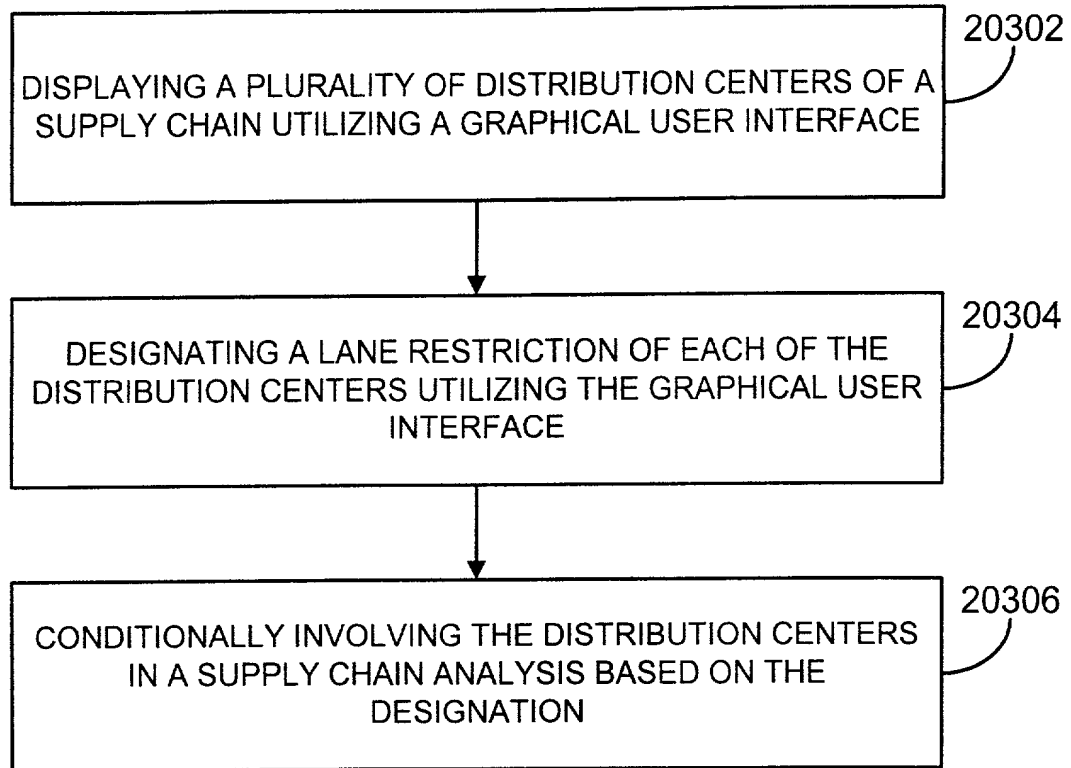 20302
DISPLAYING A PLURALITY OF DISTRIBUTION CENTERS OF A
SUPPLY CHAIN UTILIZING A GRAPHICAL USER INTERFACE
20304
DESIGNATING A LANE RESTRICTION OF EACH OF THE
DISTRIBUTION CENTERS UTILIZING THE GRAPHICAL USER
INTERFACE
20306
CONDITIONALLY INVOLVING THE DISTRIBUTION CENTERS
IN A SUPPLY CHAIN ANALYSIS BASED ON THE
DESIGNATION